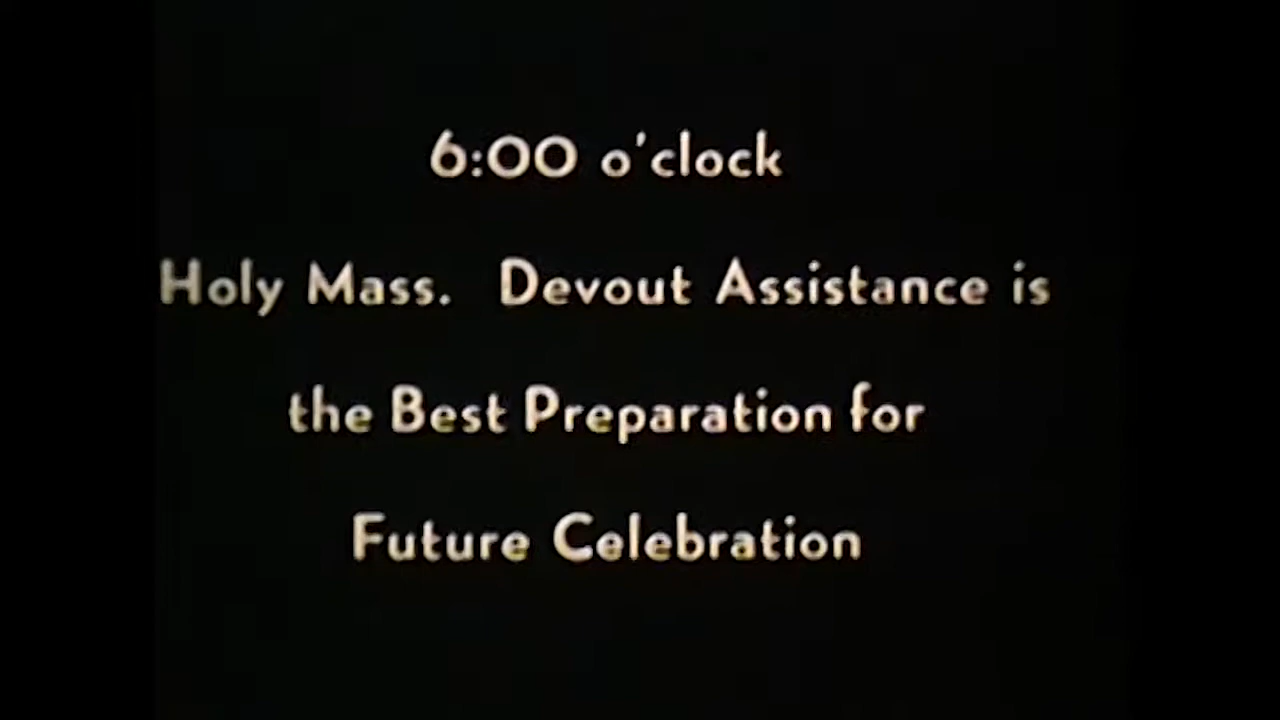 6:00 o'clock
Holy Mass. Devout Assistance is
the Best Preparation for
Future Celebration